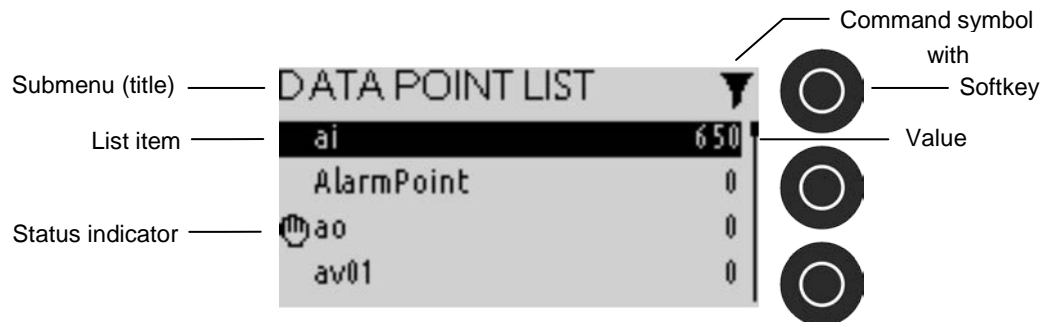 Command symbol
with
Softkey
Submenu (title)
DATA POINT LIST
List item
ai 650
Value
AlarmPoint 0
Status indicator
ao 0
av01 0